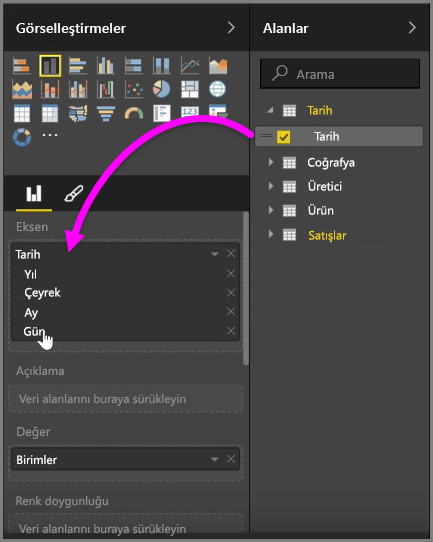 Görselleştirmeler
Eksen
Tarih
Yıl
Çeyrek
Ay
Gün
Açıklama
Veri alanlarını buraya sürükleyin
Değer
Birimler
Renk doygunluğu
Veri alanlarını buraya sürükleyin
Alanlar
Arama
Tarih
Tarih
Coğrafya
Üretici
Ürün
Satışlar